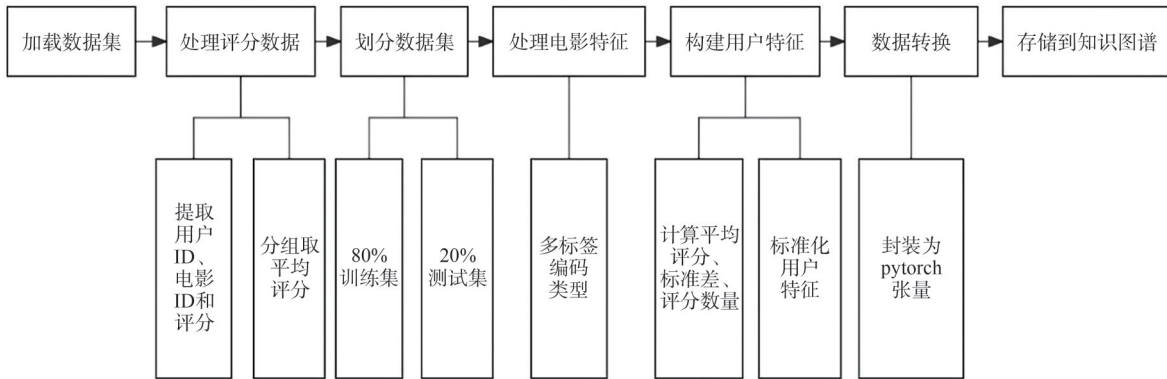 加载数据集
处理评分数据
划分数据集
处理电影特征
构建用户特征
数据转换
存储到知识图谱
提取
用户
ID、
电影
ID和
评分
分组取
平均
评分
80%
训练集
20%
测试集
多标签
编码
类型
计算平均
评分、
标准差、
评分数量
标准化
用户
特征
封装为
pytorch
张量